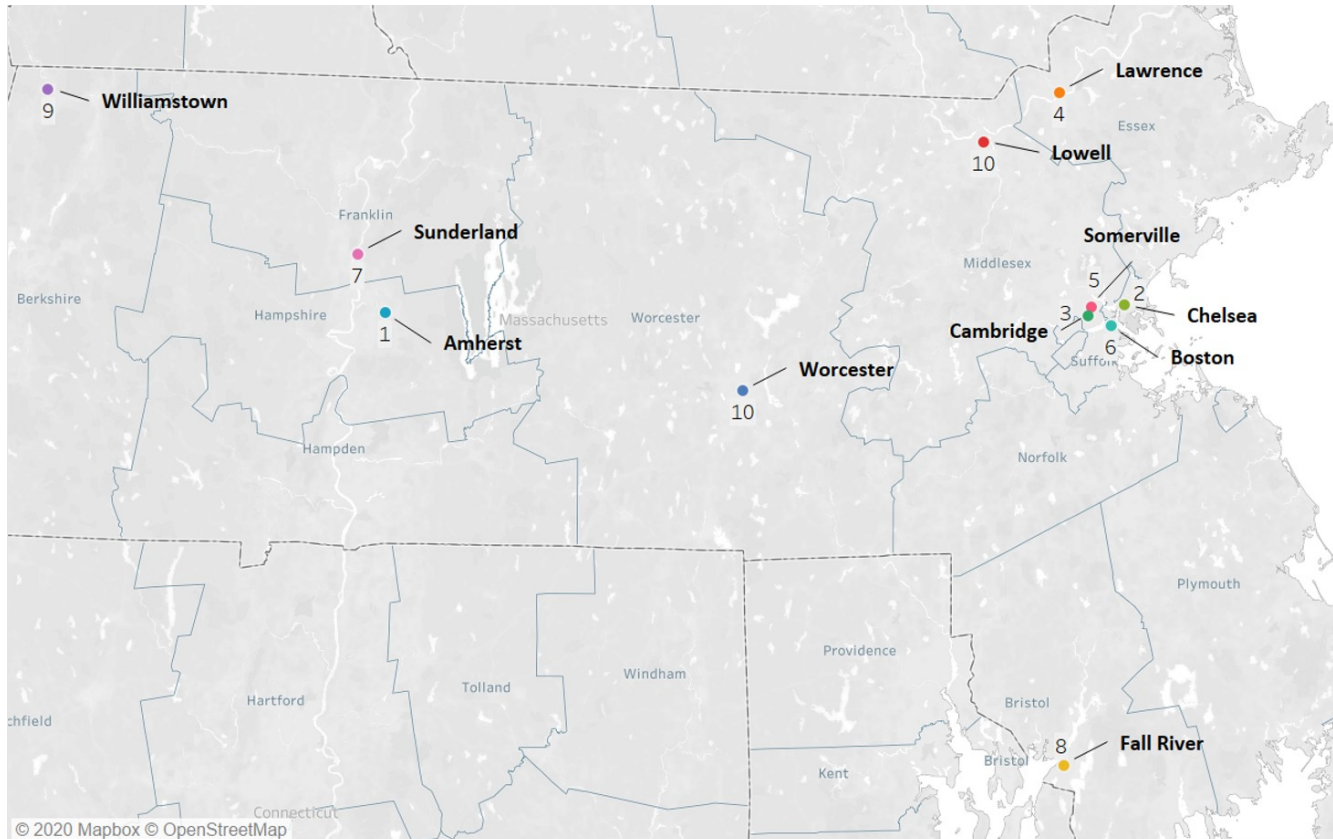 Lawrence
4
Essex
Williamstown
9
10
Lowell
Franklin
Sunderland
7
Somerville
Middlesex
Berkshire
Hampshire
1
Amherst
Massachusetts
Worcester
5
2
3
Cambridge
Chelsea
6
Suffolk
Boston
Worcester
10
Hampden
Norfolk
Plymouth
Providence
Windham
Tolland
Hartford
Bristol
chfield
8
Fall River
Bristol
Kent
Connecticut
© 2020 Mapbox © OpenStreetMap